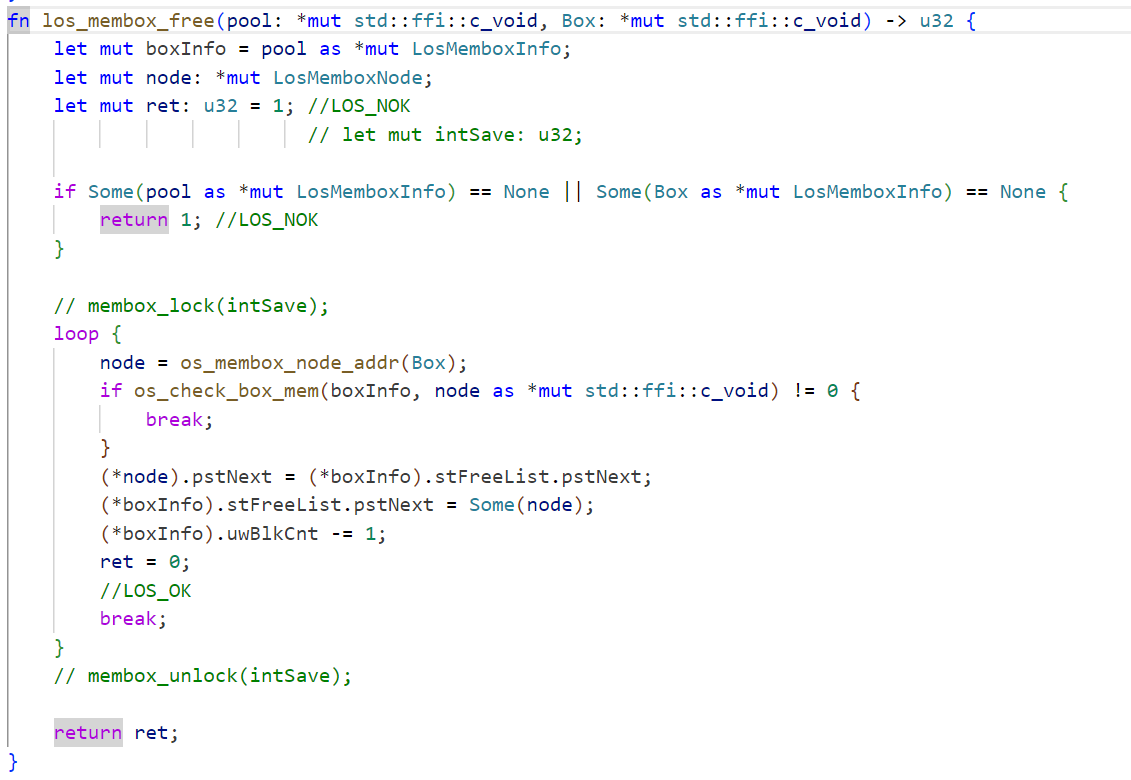 fn los_membox_free(pool: *mut std::ffi::c_void, Box: *mut std::ffi::c_void) -> u32 {
    let mut boxInfo = pool as *mut LosMemboxInfo;
    let mut node: *mut LosMemboxNode;
    let mut ret: u32 = 1; //LOS_NOK
                          // let mut intSave: u32;

    if Some(pool as *mut LosMemboxInfo) == None || Some(Box as *mut LosMemboxInfo) == None {
        return 1; //LOS_NOK
    }

    // membox_lock(intSave);
    loop {
        node = os_membox_node_addr(Box);
        if os_check_box_mem(boxInfo, node as *mut std::ffi::c_void) != 0 {
            break;
        }
        (*node).pstNext = (*boxInfo).stFreeList.pstNext;
        (*boxInfo).stFreeList.pstNext = Some(node);
        (*boxInfo).uwBlkCnt -= 1;
        ret = 0;
        //LOS_OK
        break;
    }
    // membox_unlock(intSave);

    return ret;
}